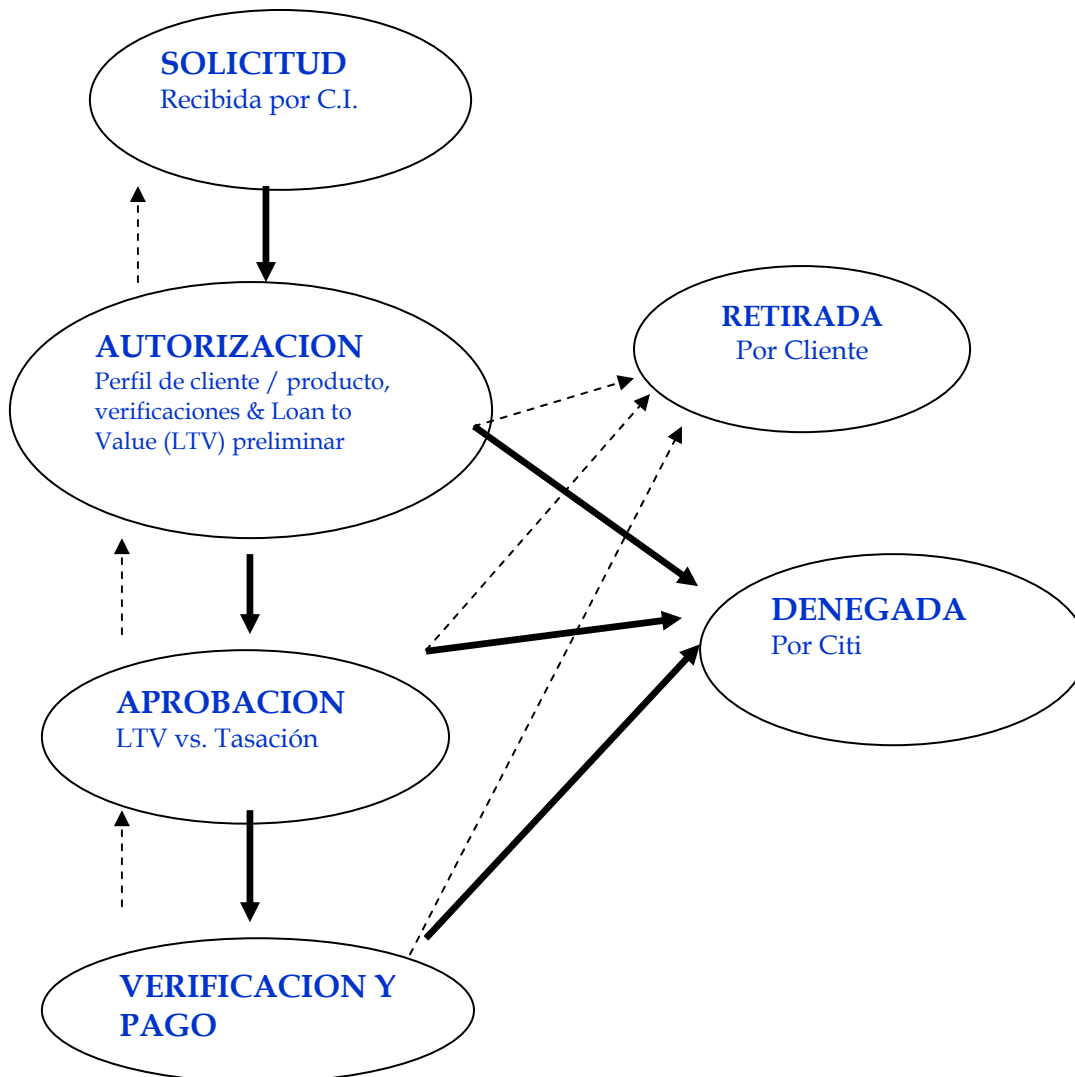 SOLICITUD
Recibida por C.I.
AUTORIZACION
Perfil de cliente / producto,
verificaciones & Loan to
Value (LTV) preliminar
RETIRADA
Por Cliente
DENEGADA
Por Citi
APROBACION
LTV vs. Tasación
VERIFICACION Y
PAGO